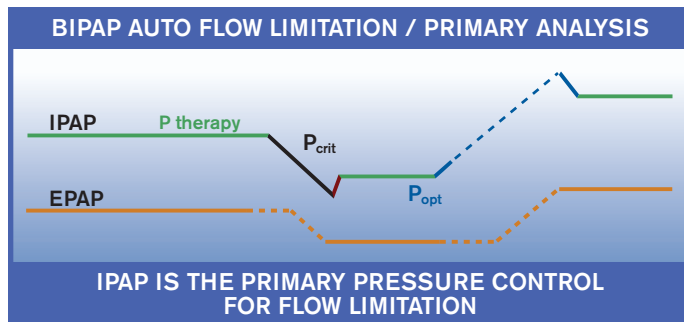 BIPAP AUTO FLOW LIMITATION / PRIMARY ANALYSIS
IPAP
P therapy
Pcrit
EPAP
Popt
IPAP IS THE PRIMARY PRESSURE CONTROL
FOR FLOW LIMITATION